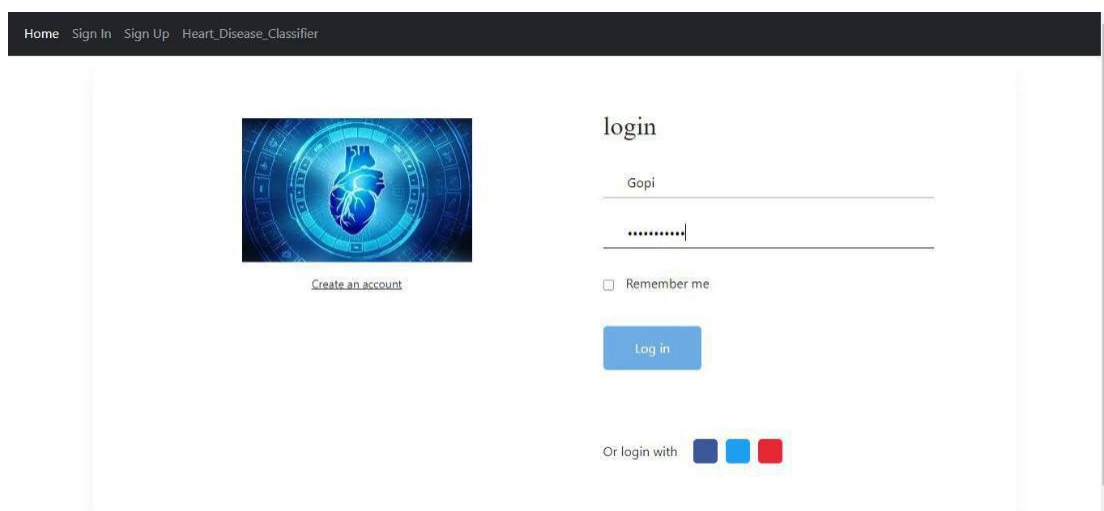 Home Sign In Sign Up Heart_Disease_Classifier
login
Gopi
•••••••••••
Create an account
Remember me
Log in
Or login with